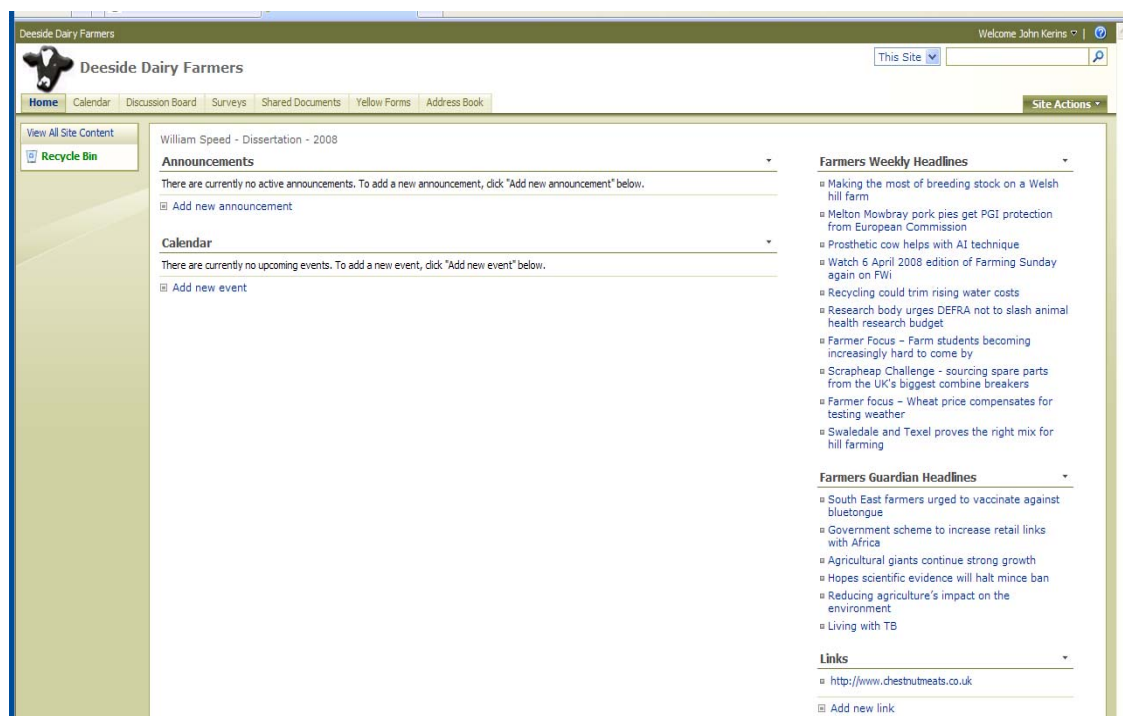 Deeside Dairy Farmers
Welcome John Kerins |
Deeside Dairy Farmers
This Site
Home Calendar Discussion Board Surveys Shared Documents Yellow Forms Address Book
Site Actions
View All Site Content
Recycle Bin
William Speed - Dissertation - 2008
Announcements
There are currently no active announcements. To add a new announcement, click "Add new announcement" below.
Add new announcement
Calendar
There are currently no upcoming events. To add a new event, click "Add new event" below.
Add new event
Farmers Weekly Headlines
Making the most of breeding stock on a Welsh
hill farm
Melton Mowbray pork pies get PGI protection
from European Commission
Prosthetic cow helps with AI technique
Watch 6 April 2008 edition of Farming Sunday
again on FWi
Recycling could trim rising water costs
Research body urges DEFRA not to slash animal
health research budget
Farmer Focus – Farm students becoming
increasingly hard to come by
Scrapheap Challenge - sourcing spare parts
from the UK's biggest combine breakers
Farmer focus – Wheat price compensates for
testing weather
Swaledale and Texel proves the right mix for
hill farming
Farmers Guardian Headlines
South East farmers urged to vaccinate against
bluetongue
Government scheme to increase retail links
with Africa
Agricultural giants continue strong growth
Hopes scientific evidence will halt mince ban
Reducing agriculture's impact on the
environment
Living with TB
Links
http://www.chestnutmeats.co.uk
Add new link